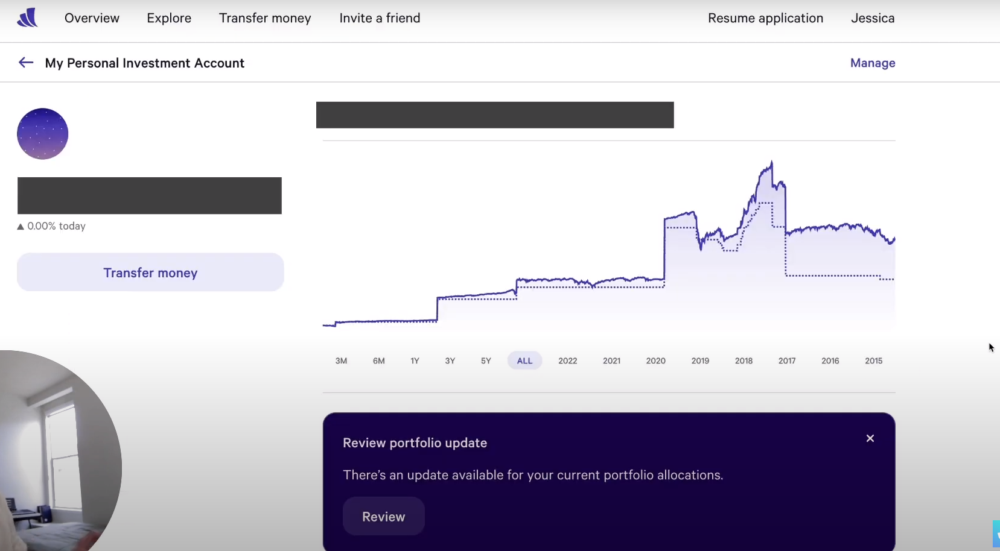 Overview Explore Transfer money Invite a friend Resume application Jessica
My Personal Investment Account Manage
▲ 0.00% today
Transfer money
3M 6M 1Y 3Y 5Y ALL 2022 2021 2020 2019 2018 2017 2016 2015
Review portfolio update
There’s an update available for your current portfolio allocations.
Review